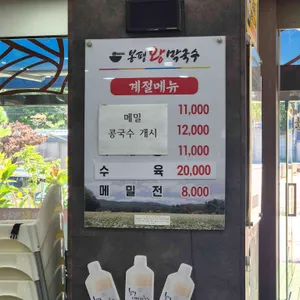 봉평왕막국수
계절메뉴
11,000
메밀
콩국수 개시
12,000
11,000
수 육 20,000
메 밀 전 8,000